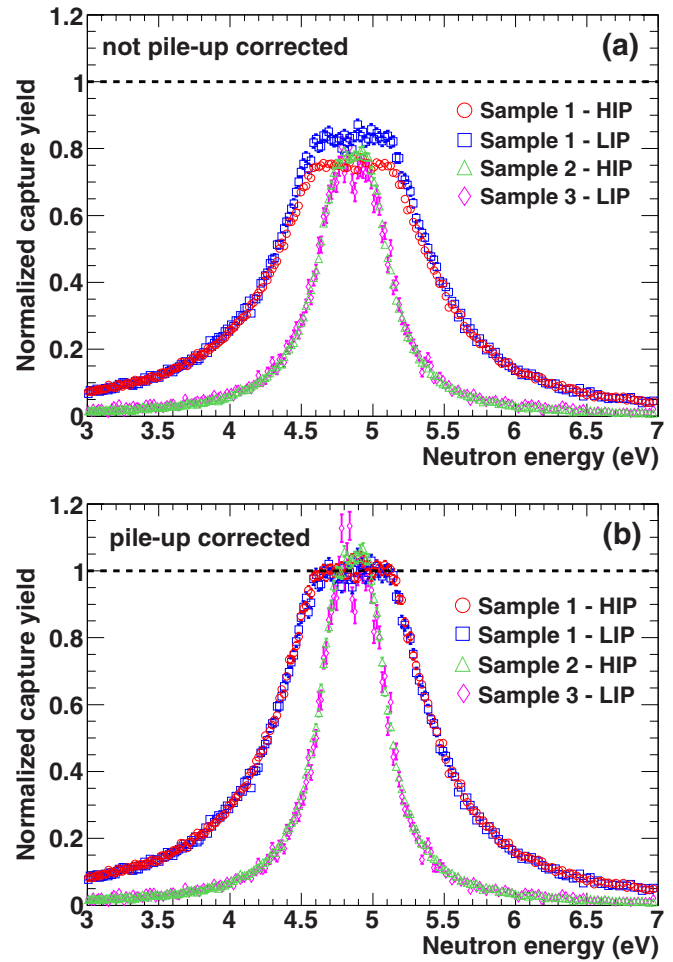 1.2
not pile-up corrected
(a)
1
Sample 1 - HIP
Sample 1 - LIP
0.8
Sample 2 - HIP
Sample 3 - LIP
0.6
0.4
0.2
0
3 3.5 4 4.5 5 5.5 6 6.5 7
Normalized capture yield
Neutron energy (eV)
1.2
pile-up corrected
(b)
1
Sample 1 - HIP
Sample 1 - LIP
0.8
Sample 2 - HIP
Sample 3 - LIP
0.6
0.4
0.2
0
3 3.5 4 4.5 5 5.5 6 6.5 7
Normalized capture yield
Neutron energy (eV)